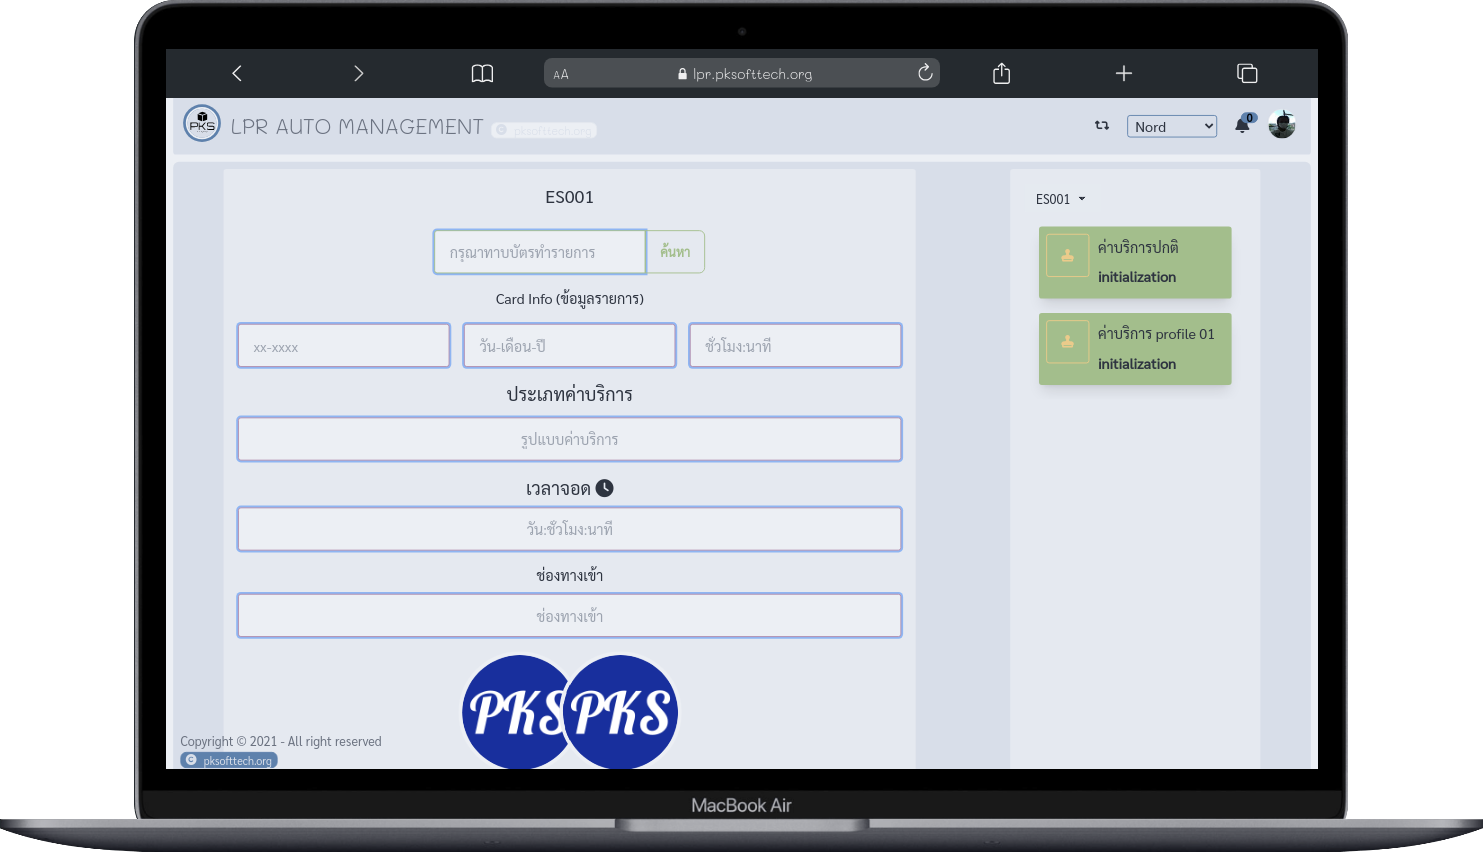 AA
lpr.pksofttech.org
PKS
LPR AUTO MANAGEMENT
pksofttech.org
Nord
0
ES001
กรุณาทาบบัตรทำรายการ
ค้นหา
Card Info (ข้อมูลรายการ)
xx-xxxx
วัน-เดือน-ปี
ชั่วโมง:นาที
ประเภทค่าบริการ
รูปแบบค่าบริการ
เวลาจอด
วัน:ชั่วโมง:นาที
ช่องทางเข้า
ช่องทางเข้า
PKS
PKS
ES001
ค่าบริการปกติ
initialization
ค่าบริการ profile 01
initialization
Copyright © 2021 - All right reserved
pksofttech.org
MacBook Air